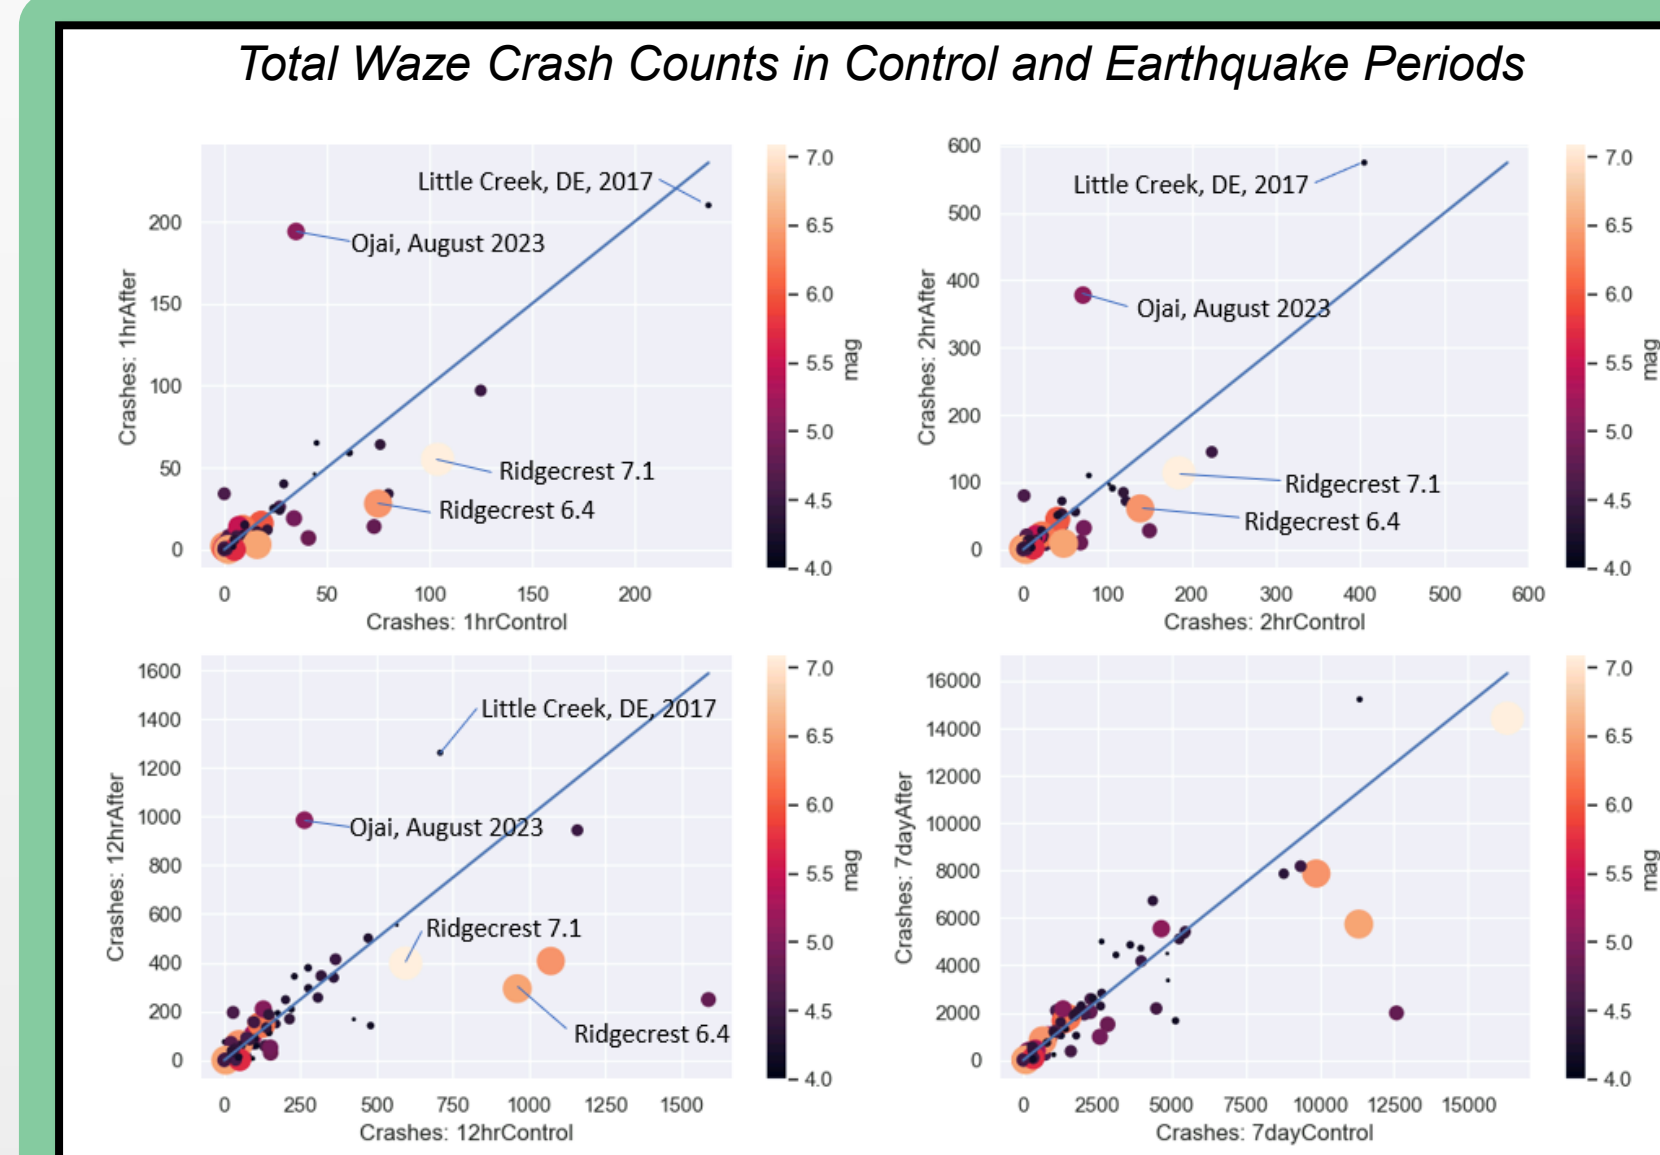 Total Waze Crash Counts in Control and Earthquake Periods
Little Creek, DE, 2017
Ojai, August 2023
Ridgecrest 7.1
Ridgecrest 6.4
200
150
100
50
0
0 50 100 150 200
Crashes: 1hrAfter
Crashes: 1hrControl
7.0
6.5
6.0
5.5
5.0
4.5
4.0
mag
Little Creek, DE, 2017
Ojai, August 2023
Ridgecrest 7.1
Ridgecrest 6.4
600
500
400
300
200
100
0
0 100 200 300 400 500 600
Crashes: 2hrAfter
Crashes: 2hrControl
7.0
6.5
6.0
5.5
5.0
4.5
4.0
mag
Little Creek, DE, 2017
Ojai, August 2023
Ridgecrest 7.1
Ridgecrest 6.4
1600
1400
1200
1000
800
600
400
200
0
0 250 500 750 1000 1250 1500
Crashes: 12hrAfter
Crashes: 12hrControl
7.0
6.5
6.0
5.5
5.0
4.5
4.0
mag
16000
14000
12000
10000
8000
6000
4000
2000
0
0 2500 5000 7500 10000 12500 15000
Crashes: 7dayAfter
Crashes: 7dayControl
7.0
6.5
6.0
5.5
5.0
4.5
4.0
mag